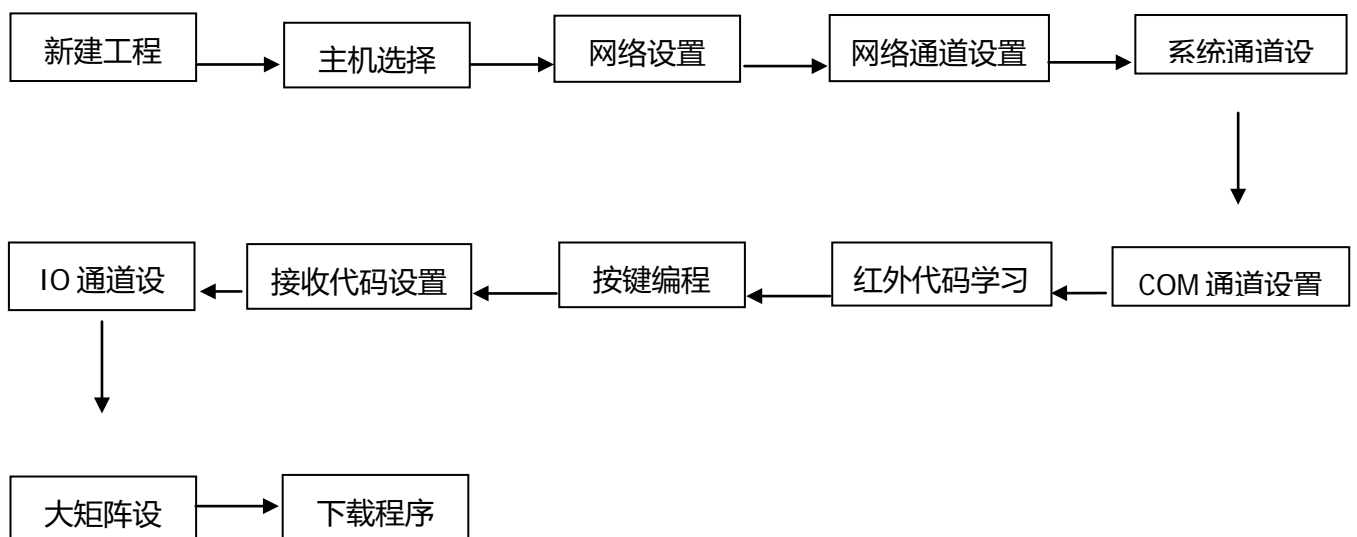 新建工程
主机选择
网络设置
网络通道设置
系统通道设
COM 通道设置
红外代码学习
按键编程
接收代码设置
IO 通道设
大矩阵设
下载程序